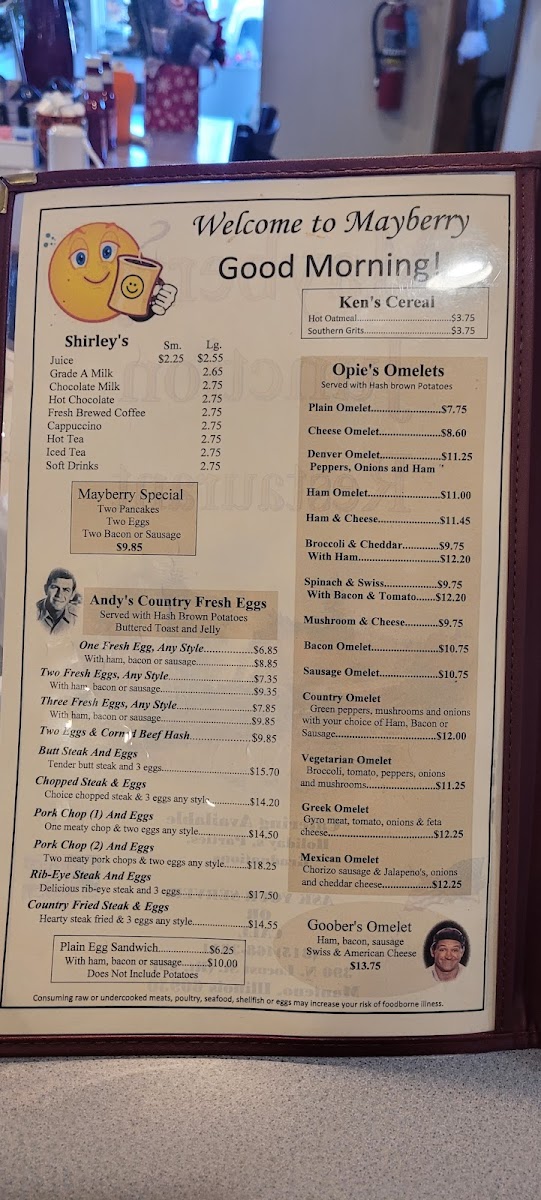 Welcome to Mayberry
Good Morning!
Shirley's
Sm. Lg.
Juice $2.25 $2.55
Grade A Milk 2.65
Chocolate Milk 2.75
Hot Chocolate 2.75
Fresh Brewed Coffee 2.75
Cappuccino 2.75
Hot Tea 2.75
Iced Tea 2.75
Soft Drinks 2.75
Mayberry Special
Two Pancakes
Two Eggs
Two Bacon or Sausage
$9.85
Andy's Country Fresh Eggs
Served with Hash Brown Potatoes
Buttered Toast and Jelly
One Fresh Egg, Any Style...................$6.85
With ham, bacon or sausage...................$8.85
Two Fresh Eggs, Any Style...................$7.35
With ham, bacon or sausage...................$9.35
Three Fresh Eggs, Any Style...................$7.85
With ham, bacon or sausage...................$9.85
Two Eggs & Corned Beef Hash...................$9.85
Butt Steak And Eggs
Tender butt steak and 3 eggs...................$15.70
Chopped Steak & Eggs
Choice chopped steak & 3 eggs any style...................$14.20
Pork Chop (1) And Eggs
One meaty chop & two eggs any style...................$14.50
Pork Chop (2) And Eggs
Two meaty pork chops & two eggs any style.......$18.25
Rib-Eye Steak And Eggs
Delicious rib-eye steak and 3 eggs...................$17.50
Country Fried Steak & Eggs
Hearty steak fried & 3 eggs any style...................$14.55
Plain Egg Sandwich...................$6.25
With ham, bacon or sausage..........$10.00
Does Not Include Potatoes
Ken's Cereal
Hot Oatmeal...................$3.75
Southern Grits...................$3.75
Opie's Omelets
Served with Hash brown Potatoes
Plain Omelet...................$7.75
Cheese Omelet...................$8.60
Denver Omelet...................$11.25
Peppers, Onions and Ham
Ham Omelet...................$11.00
Ham & Cheese...................$11.45
Broccoli & Cheddar............$9.75
With Ham...................$12.20
Spinach & Swiss...................$9.75
With Bacon & Tomato......$12.20
Mushroom & Cheese..........$9.75
Bacon Omelet...................$10.75
Sausage Omelet...................$10.75
Country Omelet
Green peppers, mushrooms and onions
with your choice of Ham, Bacon or
Sausage...................$12.00
Vegetarian Omelet
Broccoli, tomato, peppers, onions
and mushrooms...................$11.25
Greek Omelet
Gyro meat, tomato, onions & feta
cheese...................$12.25
Mexican Omelet
Chorizo sausage & Jalapeno's, onions
and cheddar cheese...................$12.25
Goober's Omelet
Ham, bacon, sausage
Swiss & American Cheese
$13.75
Consuming raw or undercooked meats, poultry, seafood, shellfish or eggs may increase your risk of foodborne illness.